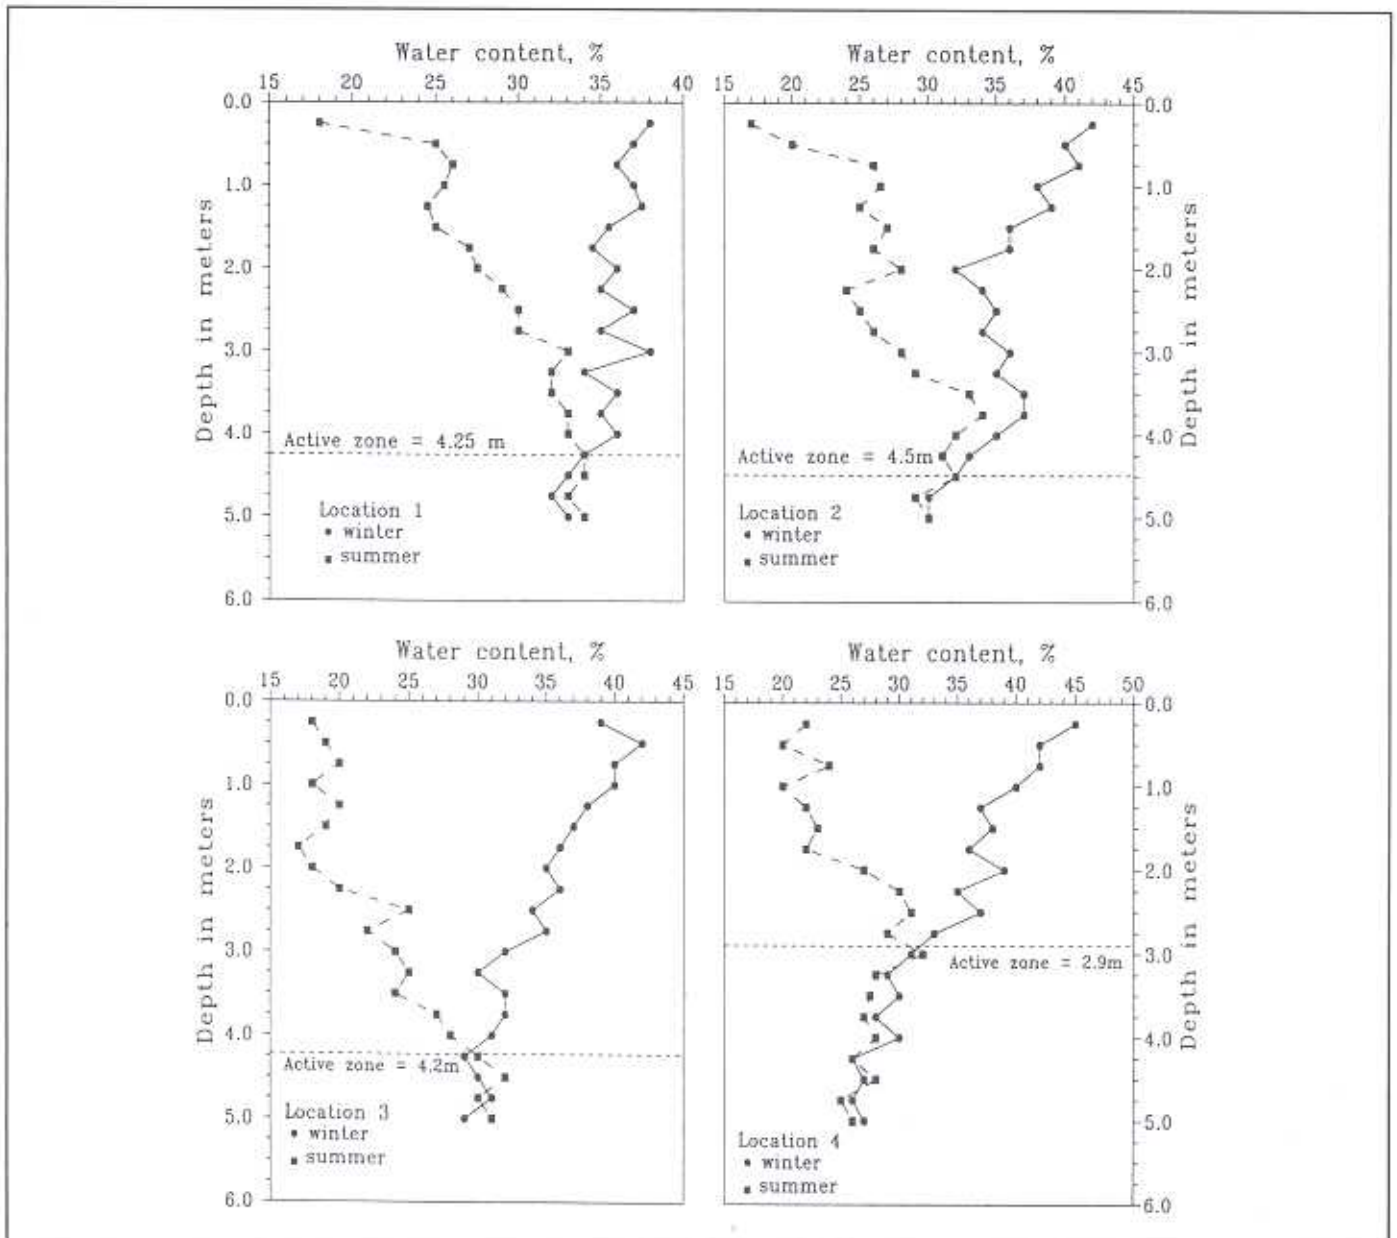 Water content, %
15 20 25 30 35 40
0.0
1.0
2.0
3.0
4.0
5.0
6.0
Depth in meters
Active zone = 4.25 m
Location 1
winter
summer
Water content, %
15 20 25 30 35 40 45
0.0
1.0
2.0
3.0
4.0
5.0
6.0
Depth in meters
Active zone = 4.5m
Location 2
winter
summer
Water content, %
15 20 25 30 35 40 45
0.0
1.0
2.0
3.0
4.0
5.0
6.0
Depth in meters
Active zone = 4.2m
Location 3
winter
summer
Water content, %
15 20 25 30 35 40 45 50
0.0
1.0
2.0
3.0
4.0
5.0
6.0
Depth in meters
Active zone = 2.9m
Location 4
winter
summer